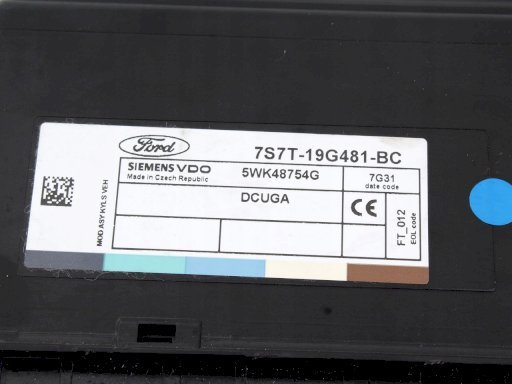 Ford
7S7T-19G481-BC
SIEMENS VDO
Made in Czech Republic
5WK48754G
7G31
date code
DCUGA
CE
FT_012
EOL code
MOD ASY KYLS VEH